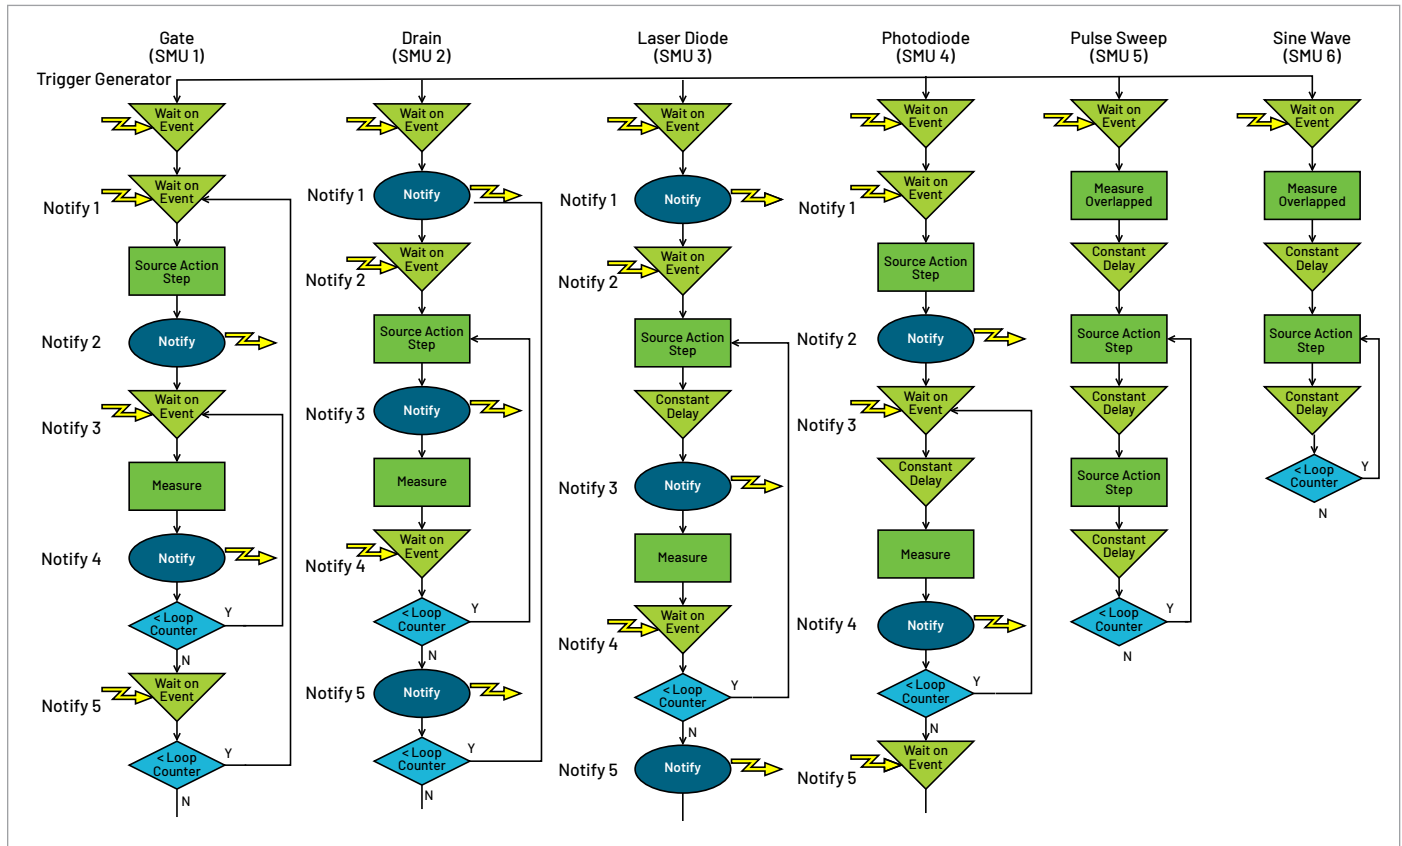 Gate
(SMU 1)
Drain
(SMU 2)
Laser Diode
(SMU 3)
Photodiode
(SMU 4)
Pulse Sweep
(SMU 5)
Sine Wave
(SMU 6)
Trigger Generator
Wait on
Event
Notify 1
Wait on
Event
Source Action
Step
Notify 2
Notify
Notify 3
Wait on
Event
Measure
Notify 4
Notify
< Loop
Counter
Y
N
Notify 5
Wait on
Event
< Loop
Counter
Y
N
Wait on
Event
Notify 1
Notify
Notify 2
Wait on
Event
Source Action
Step
Notify 3
Notify
Measure
Notify 4
Wait on
Event
< Loop
Counter
Y
N
Notify 5
Notify
< Loop
Counter
Y
N
Wait on
Event
Notify 1
Notify
Notify 2
Wait on
Event
Source Action
Step
Constant
Delay
Notify 3
Notify
Measure
Notify 4
Wait on
Event
< Loop
Counter
Y
N
Notify 5
Notify
Wait on
Event
Notify 1
Wait on
Event
Source Action
Step
Notify 2
Notify
Notify 3
Wait on
Event
Constant
Delay
Measure
Notify 4
Notify
< Loop
Counter
Y
N
Notify 5
Wait on
Event
Wait on
Event
Measure
Overlapped
Constant
Delay
Source Action
Step
Constant
Delay
Source Action
Step
Constant
Delay
< Loop
Counter
Y
N
Wait on
Event
Measure
Overlapped
Constant
Delay
Source Action
Step
Constant
Delay
< Loop
Counter
Y
N